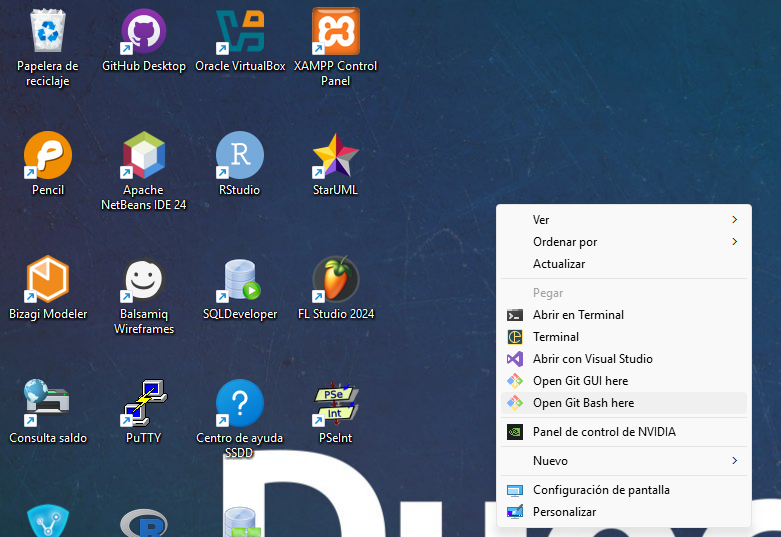 Papelera de
reciclaje
GitHub Desktop
Oracle VirtualBox
XAMPP Control
Panel
Pencil
Apache
NetBeans IDE 24
R
RStudio
StarUML
Bizagi Modeler
Balsamiq
Wireframes
SQLDeveloper
FL Studio 2024
Consulta saldo
PuTTY
?
Centro de ayuda
SSDD
PSe
Int
PSeInt
R
Ver
Ordenar por
Actualizar
Pegar
Abrir en Terminal
Terminal
Abrir con Visual Studio
Open Git GUI here
Open Git Bash here
Panel de control de NVIDIA
Nuevo
Configuración de pantalla
Personalizar